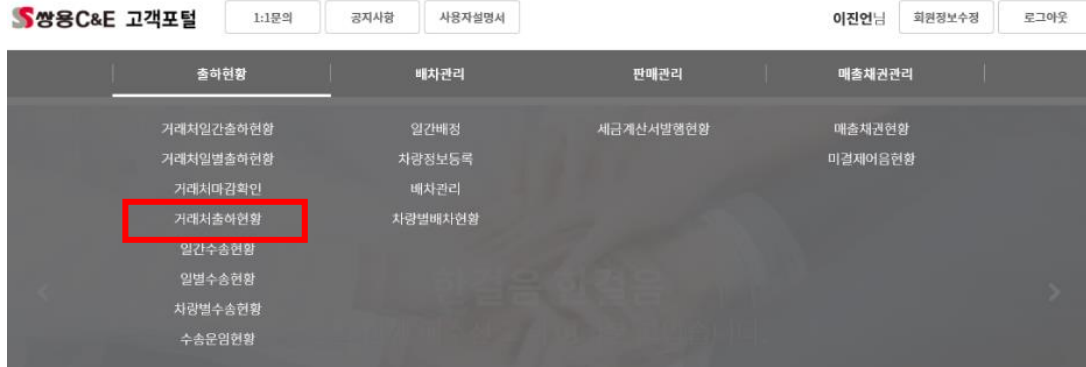 쌍용C&E 고객포털 1:1문의 공지사항 사용자설명서 이진언님 회원정보수정 로그아웃
출하현황 배차관리 판매관리 매출채권관리
거래처일간출하현황 일간배정 세금계산서발행현황 매출채권현황
거래처일별출하현황 차량정보등록 미결제어음현황
거래처마감확인 배차관리
거래처출하현황 차량별배차현황
일간수송현황
일별수송현황
차량별수송현황
수송운임현황
한걸음 한걸음